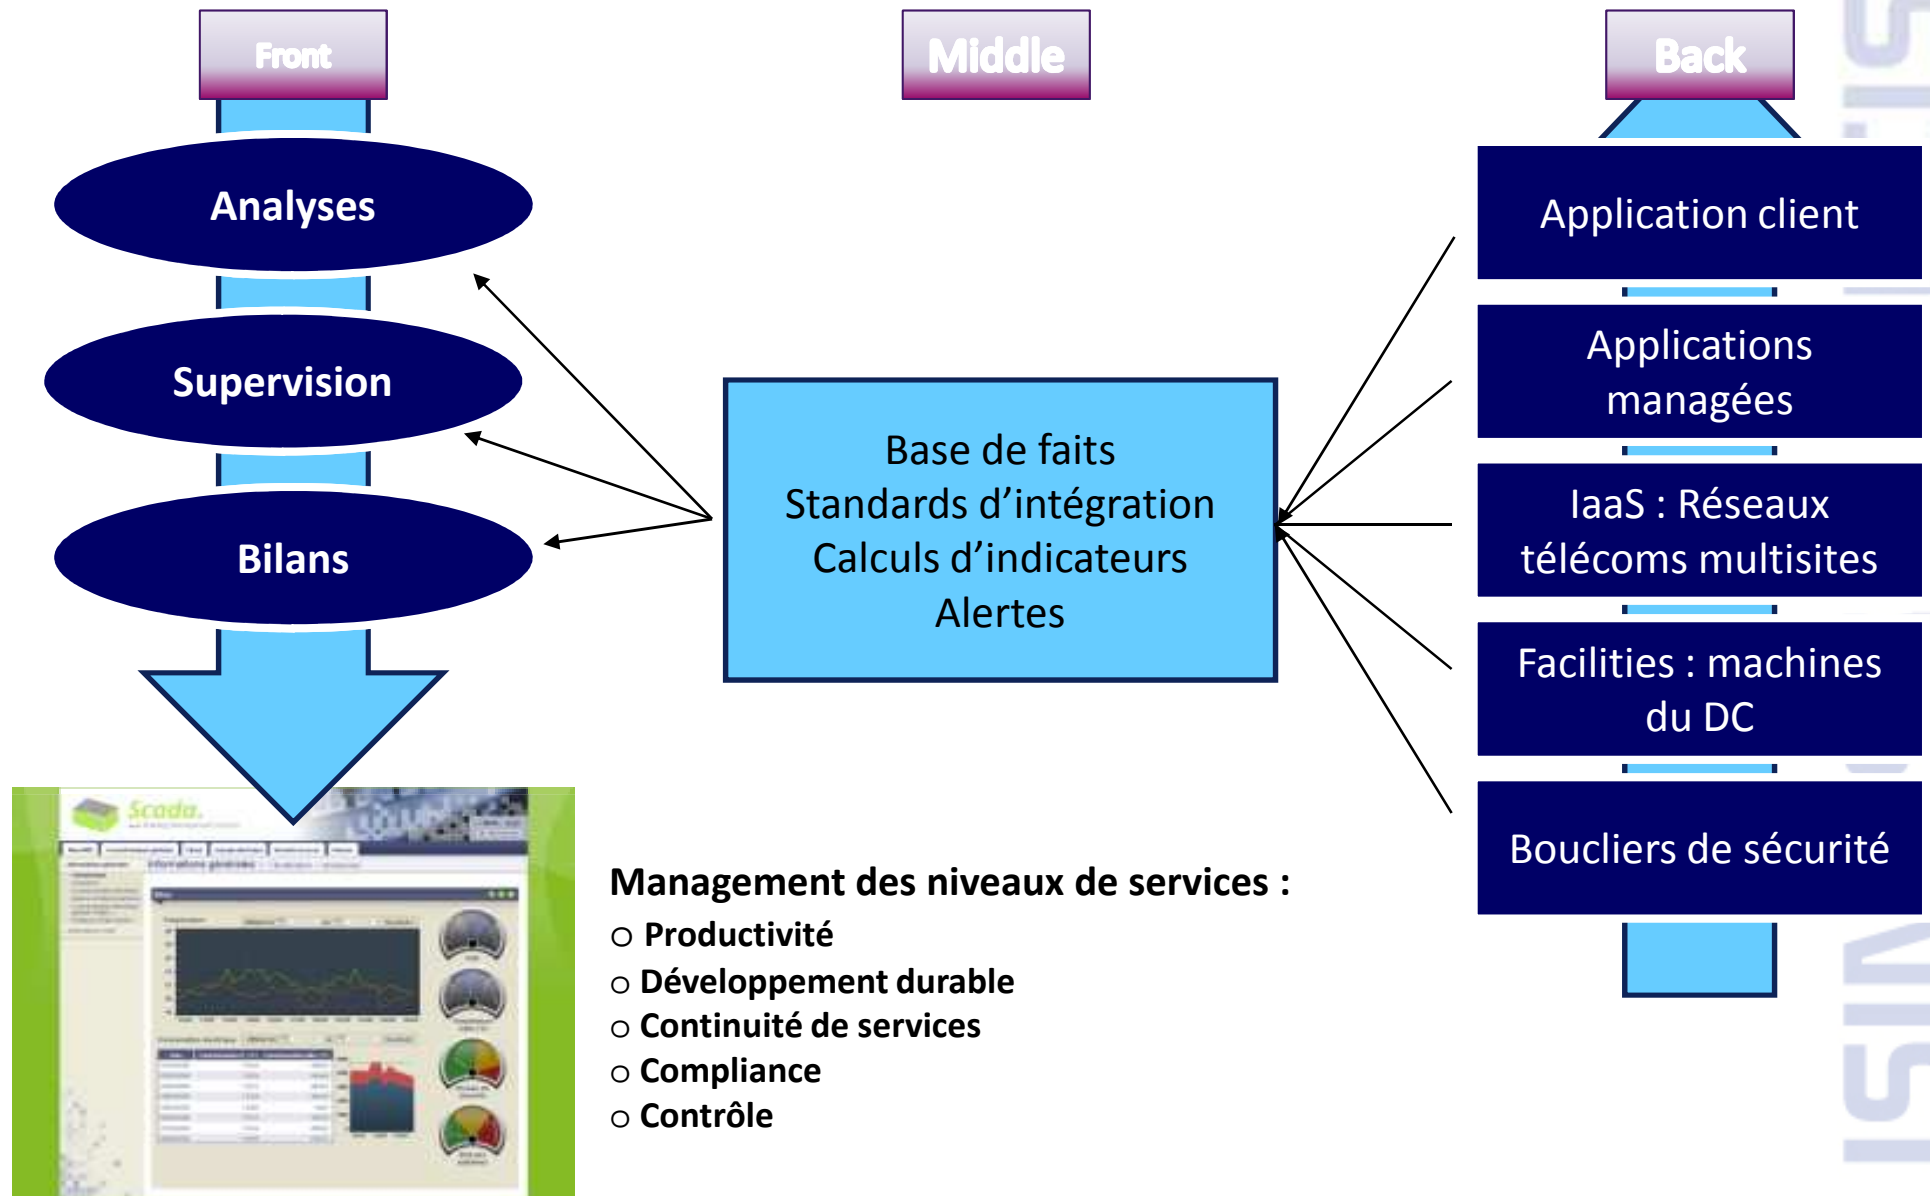 Front
Middle
Back
Analyses
Supervision
Bilans
Base de faits
Standards d’intégration
Calculs d’indicateurs
Alertes
Application client
Applications
managées
IaaS : Réseaux
télécoms multisites
Facilities : machines
du DC
Boucliers de sécurité
Scada.
Informations générales
Management des niveaux de services :
o Productivité
o Développement durable
o Continuité de services
o Compliance
o Contrôle